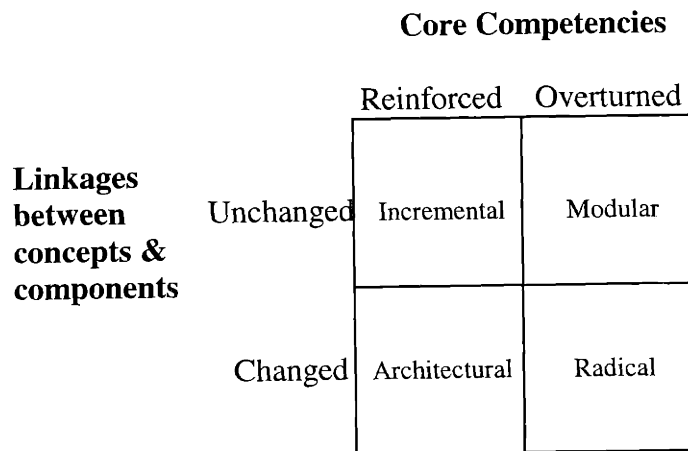 Core Competencies
Reinforced Overturned
Linkages
between
concepts &
components
Unchanged Incremental Modular
Changed Architectural Radical